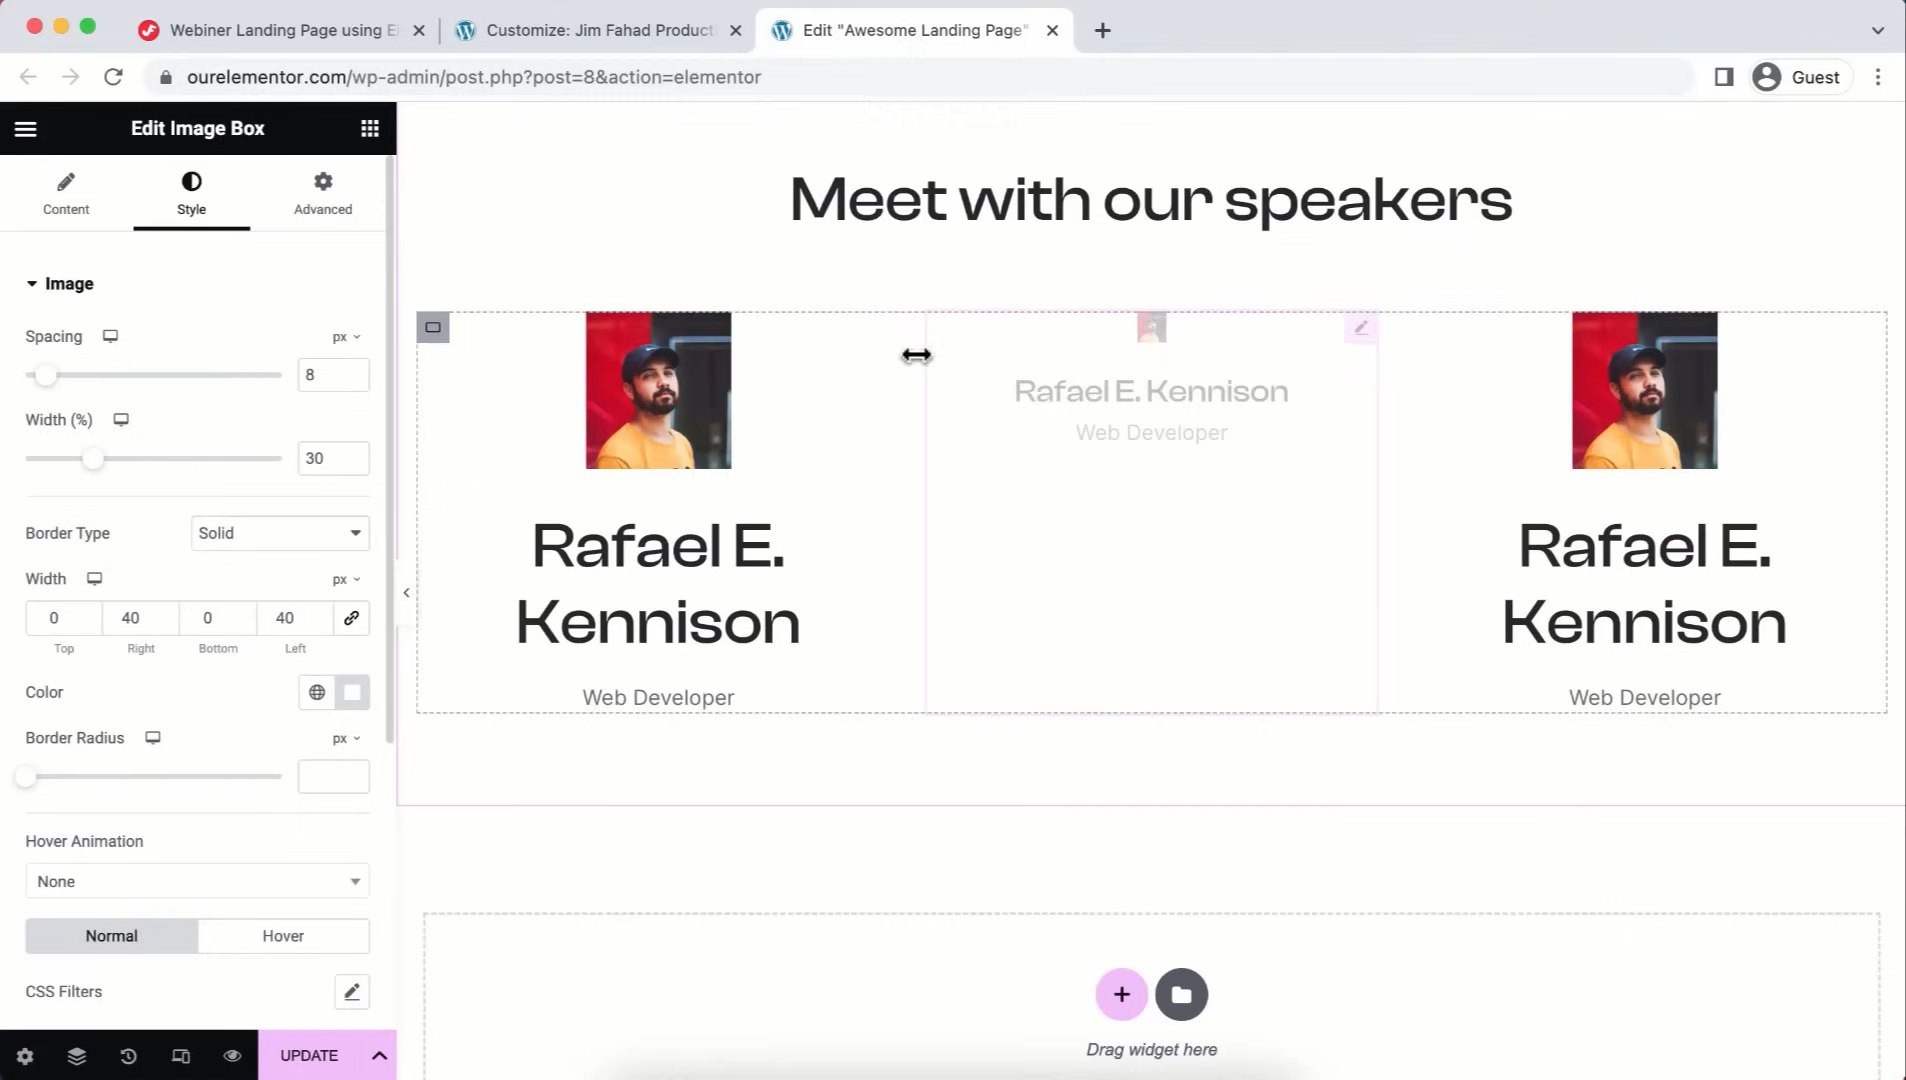 Webiner Landing Page using El
Customize: Jim Fahad Product
Edit "Awesome Landing Page"
ourelementor.com/wp-admin/post.php?post=8&action=elementor
Guest
Edit Image Box
Content
Style
Advanced
Image
Spacing
px
8
Width (%)
30
Border Type
Solid
Width
px
0
40
0
40
Top
Right
Bottom
Left
Color
Border Radius
px
Hover Animation
None
Normal
Hover
CSS Filters
UPDATE
Meet with our speakers
Rafael E.
Kennison
Web Developer
Rafael E. Kennison
Web Developer
Rafael E.
Kennison
Web Developer
Drag widget here